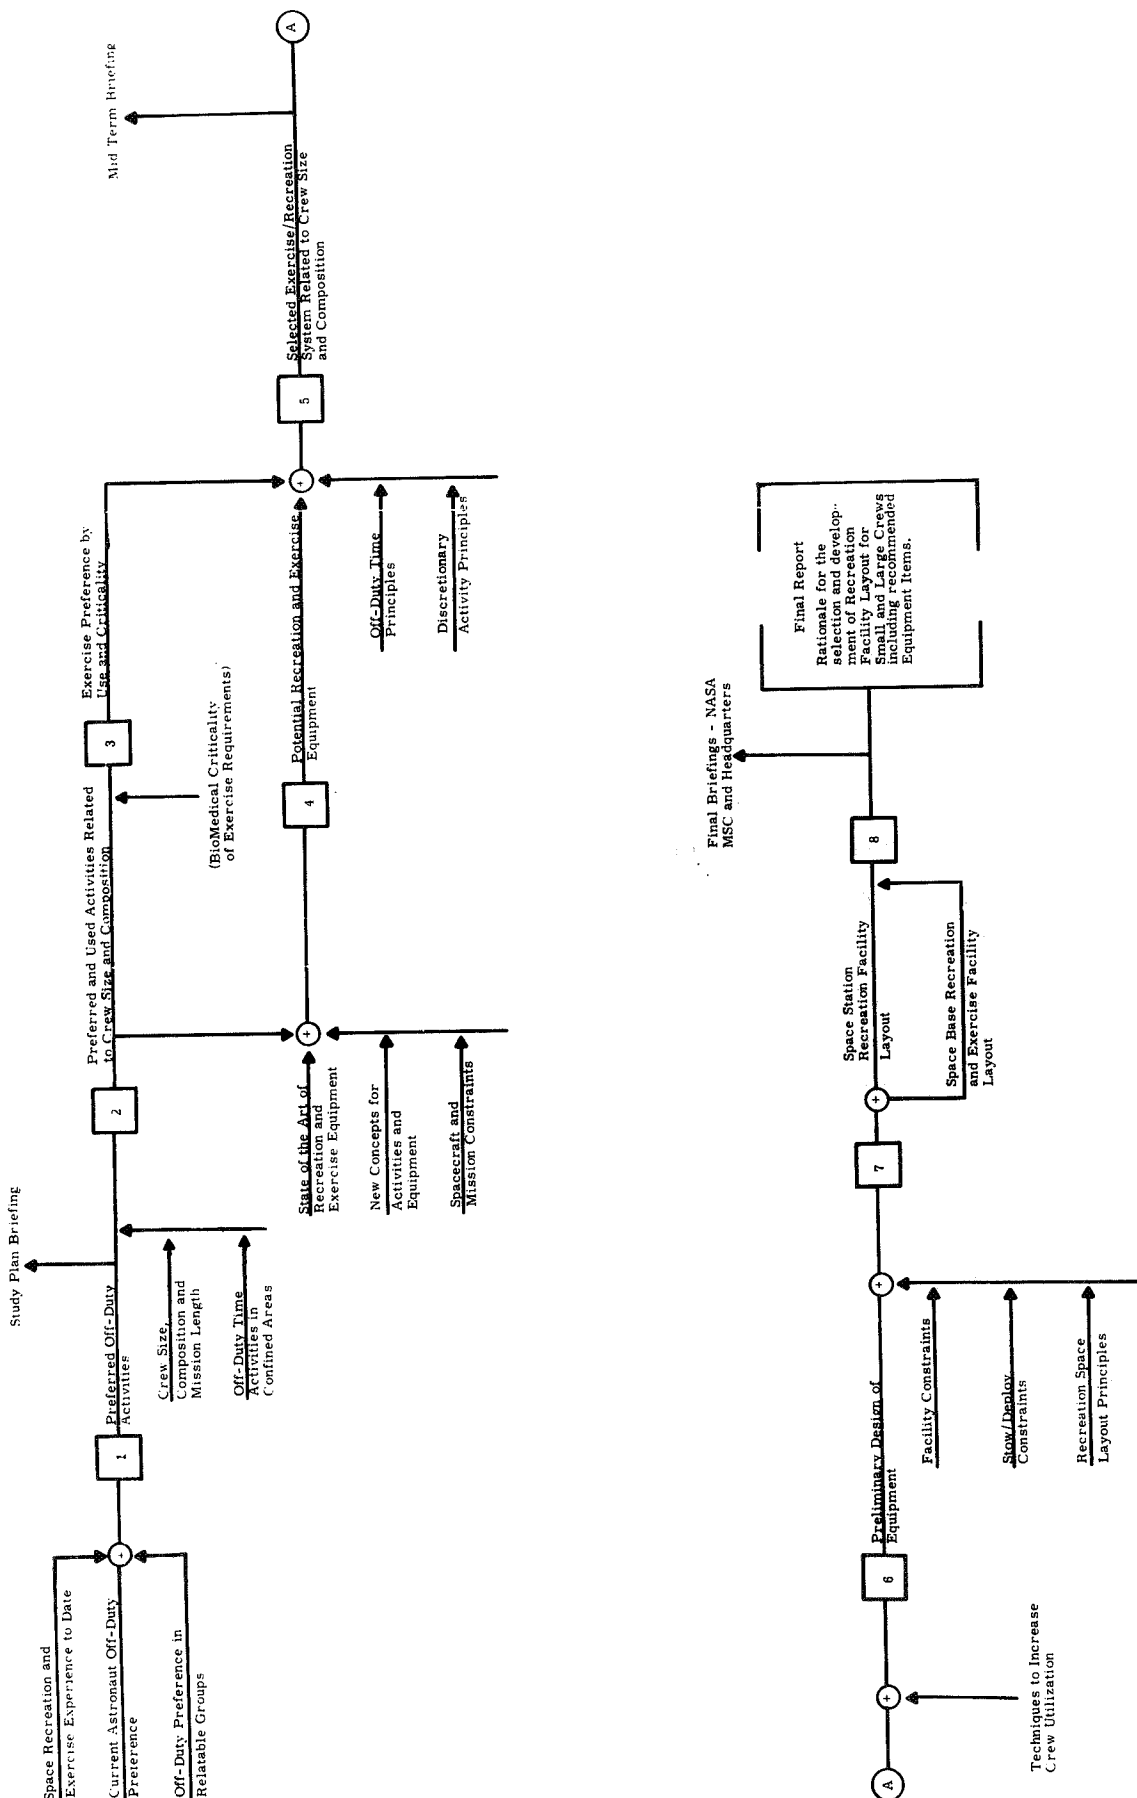 Space Recreation and
Exercise Experience to Date
Current Astronaut Off-Duty
Preference
Off-Duty Preference in
Relatable Groups
+
1
Preferred Off-Duty
Activities
Study Plan Briefing
Crew Size,
Composition and
Mission Length
Off-Duty Time
Activities in
Confined Areas
2
Preferred and Used Activities Related
to Crew Size and Composition
State of the Art of
Recreation and
Exercise Equipment
New Concepts for
Activities and
Equipment
Spacecraft and
Mission Constraints
+
(BioMedical Criticality
of Exercise Requirements)
3
Exercise Preference by
Use and Criticality
4
Potential Recreation and Exercise
Equipment
Off-Duty Time
Principles
Discretionary
Activity Principles
+
5
Selected Exercise/Recreation
System Related to Crew Size
and Composition
Mid Term Briefing
A
A
+
Techniques to Increase
Crew Utilization
6
Preliminary Design of
Equipment
Facility Constraints
Stow/Deploy
Constraints
Recreation Space
Layout Principles
+
7
+
Space Station
Recreation Facility
Layout
Space Base Recreation
and Exercise Facility
Layout
8
Final Briefings - NASA
MSC and Headquarters
Final Report
Rationale for the
selection and develop-
ment of Recreation
Facility Layout for
Small and Large Crews
including recommended
Equipment Items.